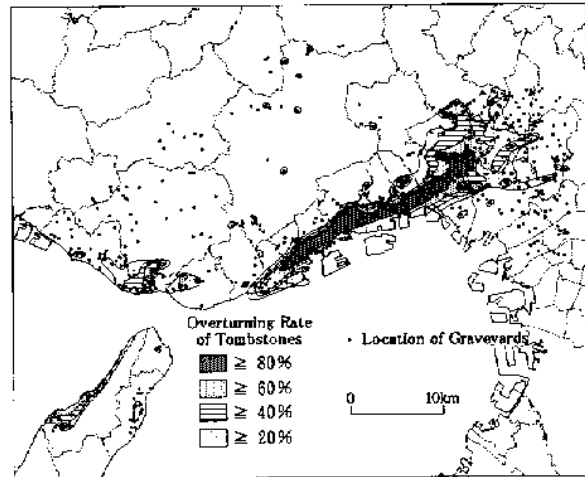 Overturning Rate
of Tombstones
≧ 80%
≧ 60%
≧ 40%
≧ 20%
• Location of Graveyards
0 10km